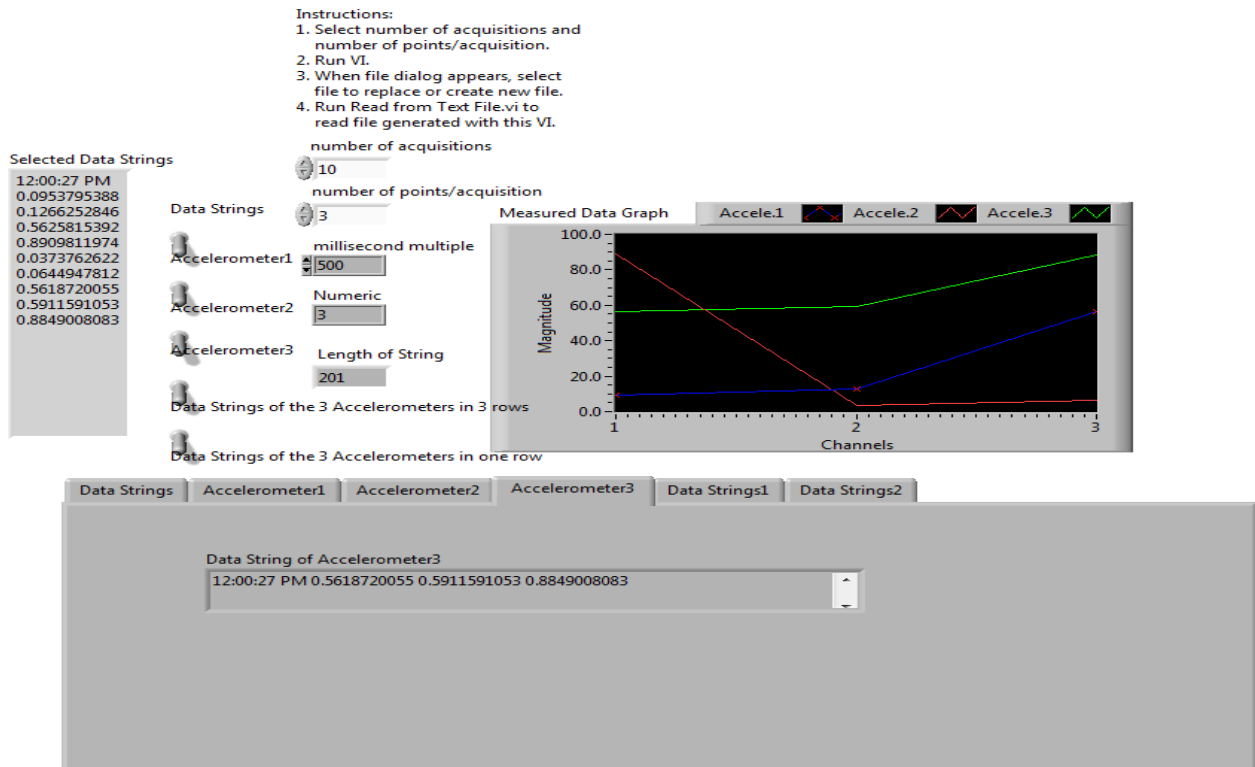 Instructions:
1. Select number of acquisitions and
number of points/acquisition.
2. Run VI.
3. When file dialog appears, select
file to replace or create new file.
4. Run Read from Text File.vi to
read file generated with this VI.
number of acquisitions
10
number of points/acquisition
3
millisecond multiple
500
Numeric
3
Length of String
201
Selected Data Strings
12:00:27 PM
0.0953795388
0.1266252846
0.5625815392
0.8909811974
0.0373762622
0.0644947812
0.5618720055
0.5911591053
0.8849008083
Data Strings
Accelerometer1
Accelerometer2
Accelerometer3
Data Strings of the 3 Accelerometers in 3 rows
Data Strings of the 3 Accelerometers in one row
Measured Data Graph
Accele.1 Accele.2 Accele.3
100.0
80.0
60.0
40.0
20.0
0.0
Magnitude
1 2 3
Channels
Data Strings Accelerometer1 Accelerometer2 Accelerometer3 Data Strings1 Data Strings2
Data String of Accelerometer3
12:00:27 PM 0.5618720055 0.5911591053 0.8849008083